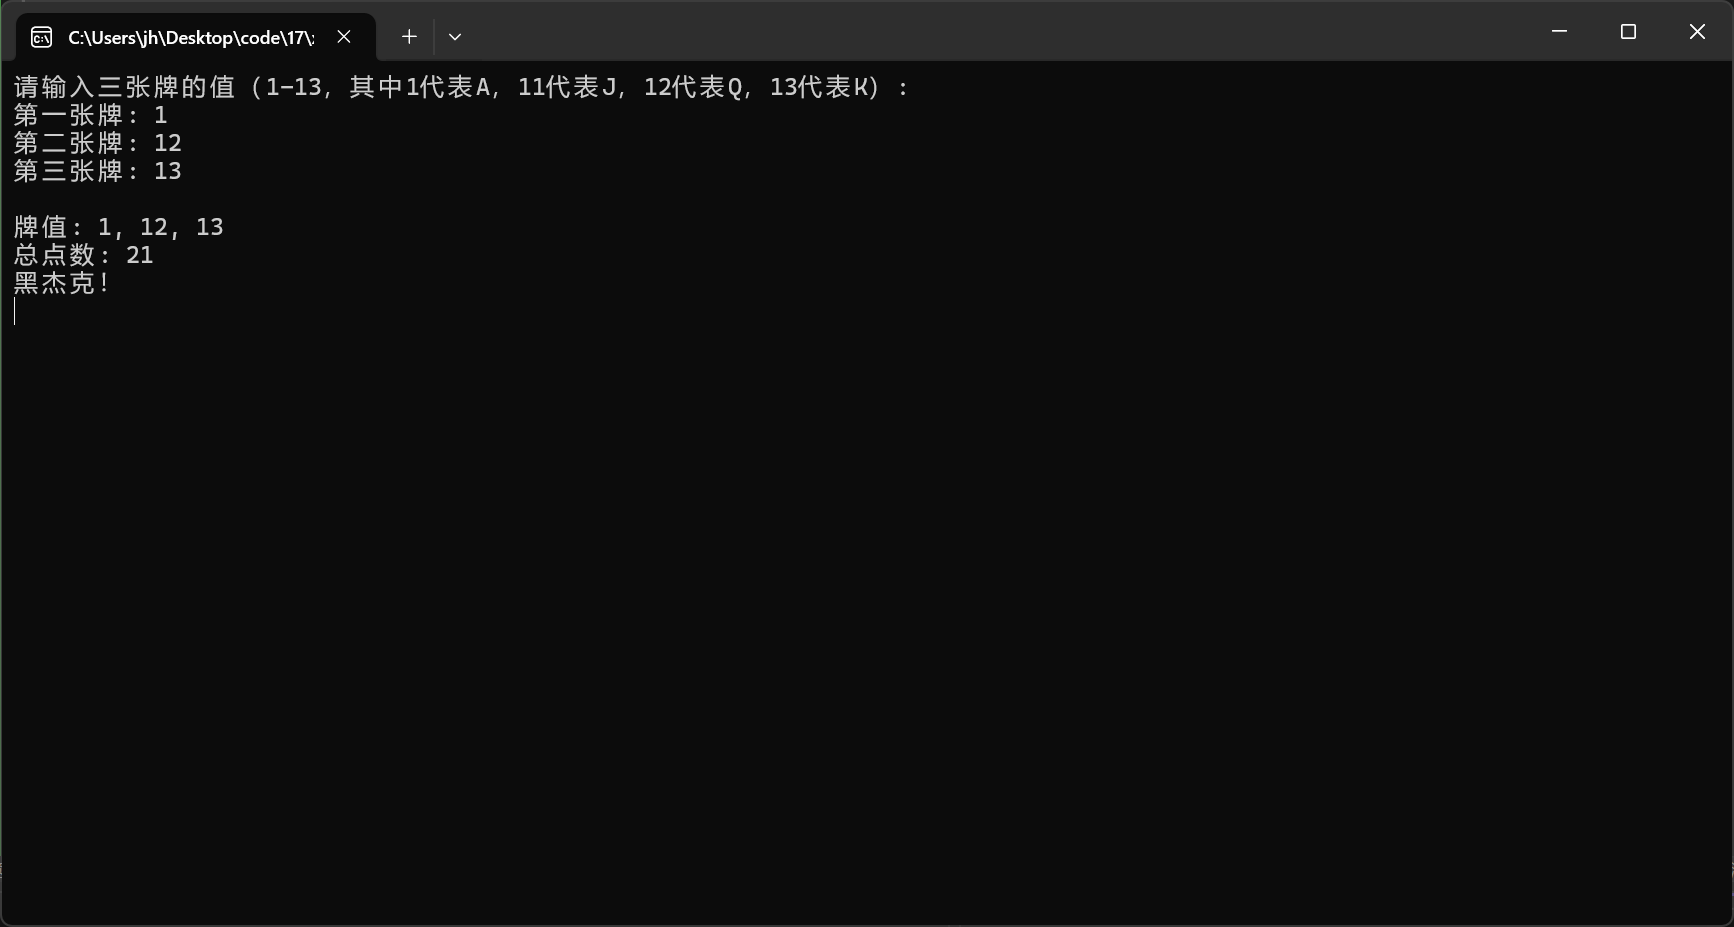 C:\Users\jh\Desktop\code\17\
请输入三张牌的值（1-13，其中1代表A，11代表J，12代表Q，13代表K）：
第一张牌：1
第二张牌：12
第三张牌：13
牌值：1, 12, 13
总点数：21
黑杰克！